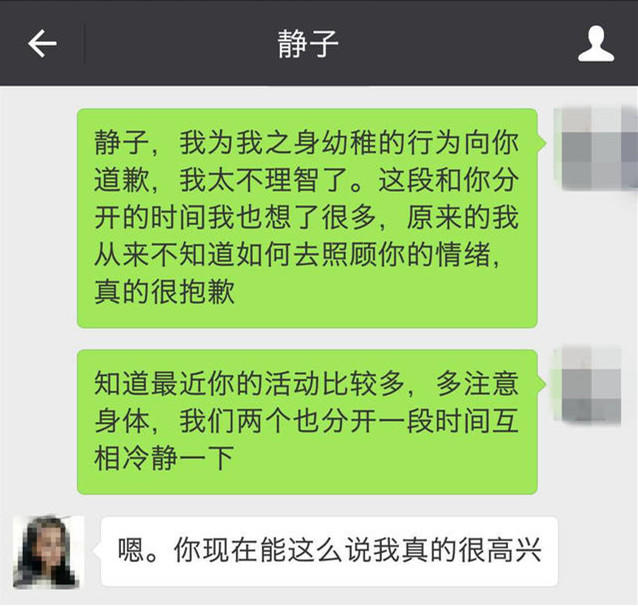 静子
静子，我为我之身幼稚的行为向你
道歉，我太不理智了。这段和你分
开的时间我也想了很多，原来的我
从来不知道如何去照顾你的情绪，
真的很抱歉
知道最近你的活动比较多，多注意
身体，我们两个也分开一段时间互
相冷静一下
嗯。你现在能这么说我真的很高兴